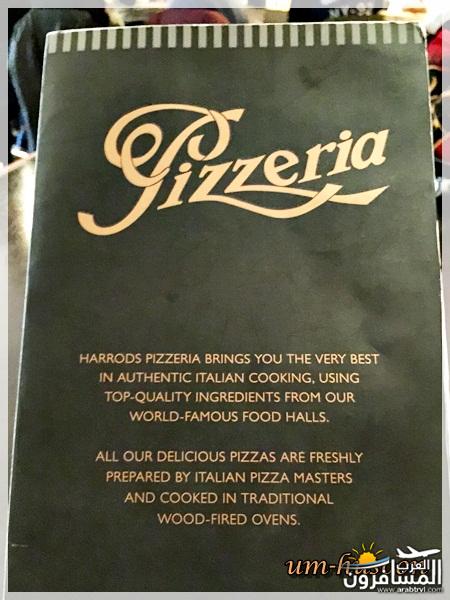 Pizzeria
HARRODS PIZZERIA BRINGS YOU THE VERY BEST
IN AUTHENTIC ITALIAN COOKING, USING
TOP-QUALITY INGREDIENTS FROM OUR
WORLD-FAMOUS FOOD HALLS.
ALL OUR DELICIOUS PIZZAS ARE FRESHLY
PREPARED BY ITALIAN PIZZA MASTERS
AND COOKED IN TRADITIONAL
WOOD-FIRED OVENS.
العرب
المسافرون
www.arabtrvl.com